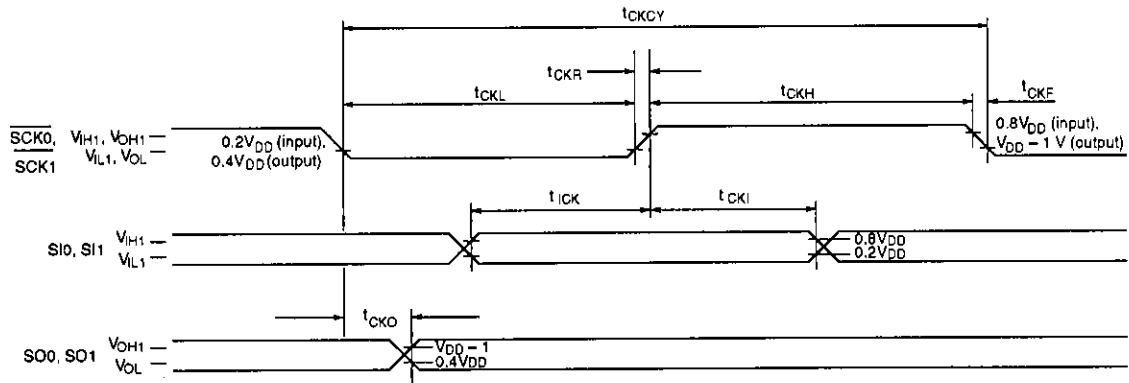 tCKCY
tCKR
tCKL
tCKH
tCKF
SCK0, VIH1, VOH1
SCK1 VIL1, VOL
0.2VDD (input),
0.4VDD (output)
0.8VDD (input),
VDD – 1 V (output)
tICK
tCKI
SI0, SI1
VIH1
VIL1
0.8VDD
0.2VDD
tCKO
SO0, SO1
VOH1
VOL
VDD – 1
0.4VDD